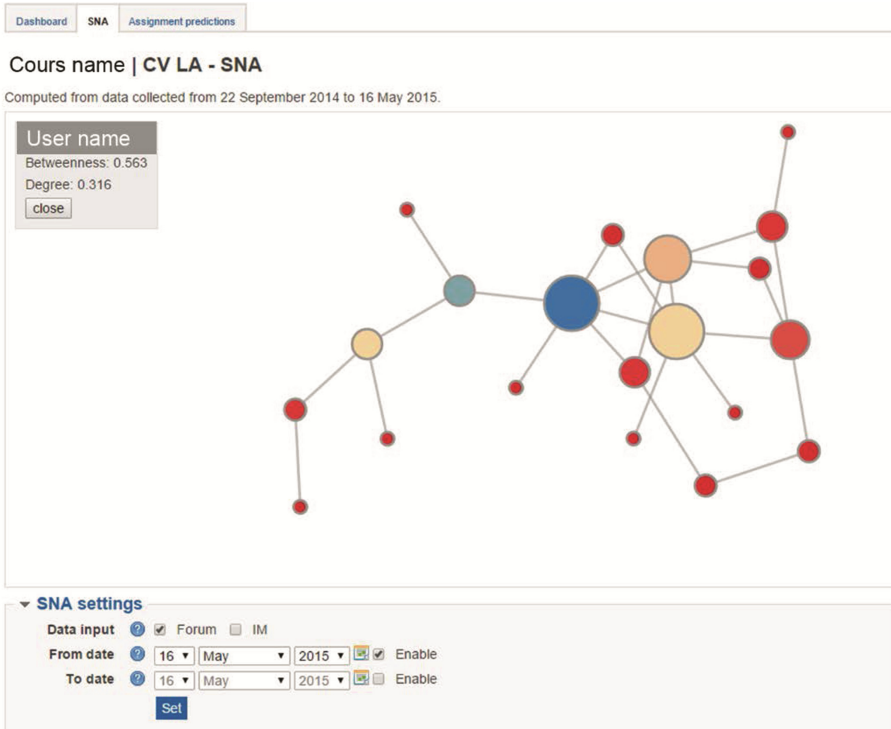 Dashboard SNA Assignment predictions
Cours name | CV LA - SNA
Computed from data collected from 22 September 2014 to 16 May 2015.
User name
Betweenness: 0.563
Degree: 0.316
close
SNA settings
Data input ? Forum IM
From date ? 16 May 2015 Enable
To date ? 16 May 2015 Enable
Set